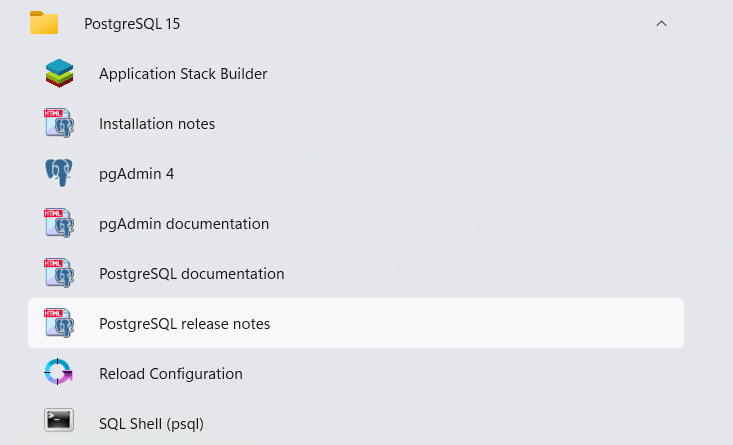 PostgreSQL 15
Application Stack Builder
HTML
Installation notes
pgAdmin 4
HTML
pgAdmin documentation
HTML
PostgreSQL documentation
HTML
PostgreSQL release notes
Reload Configuration
SQL Shell (psql)